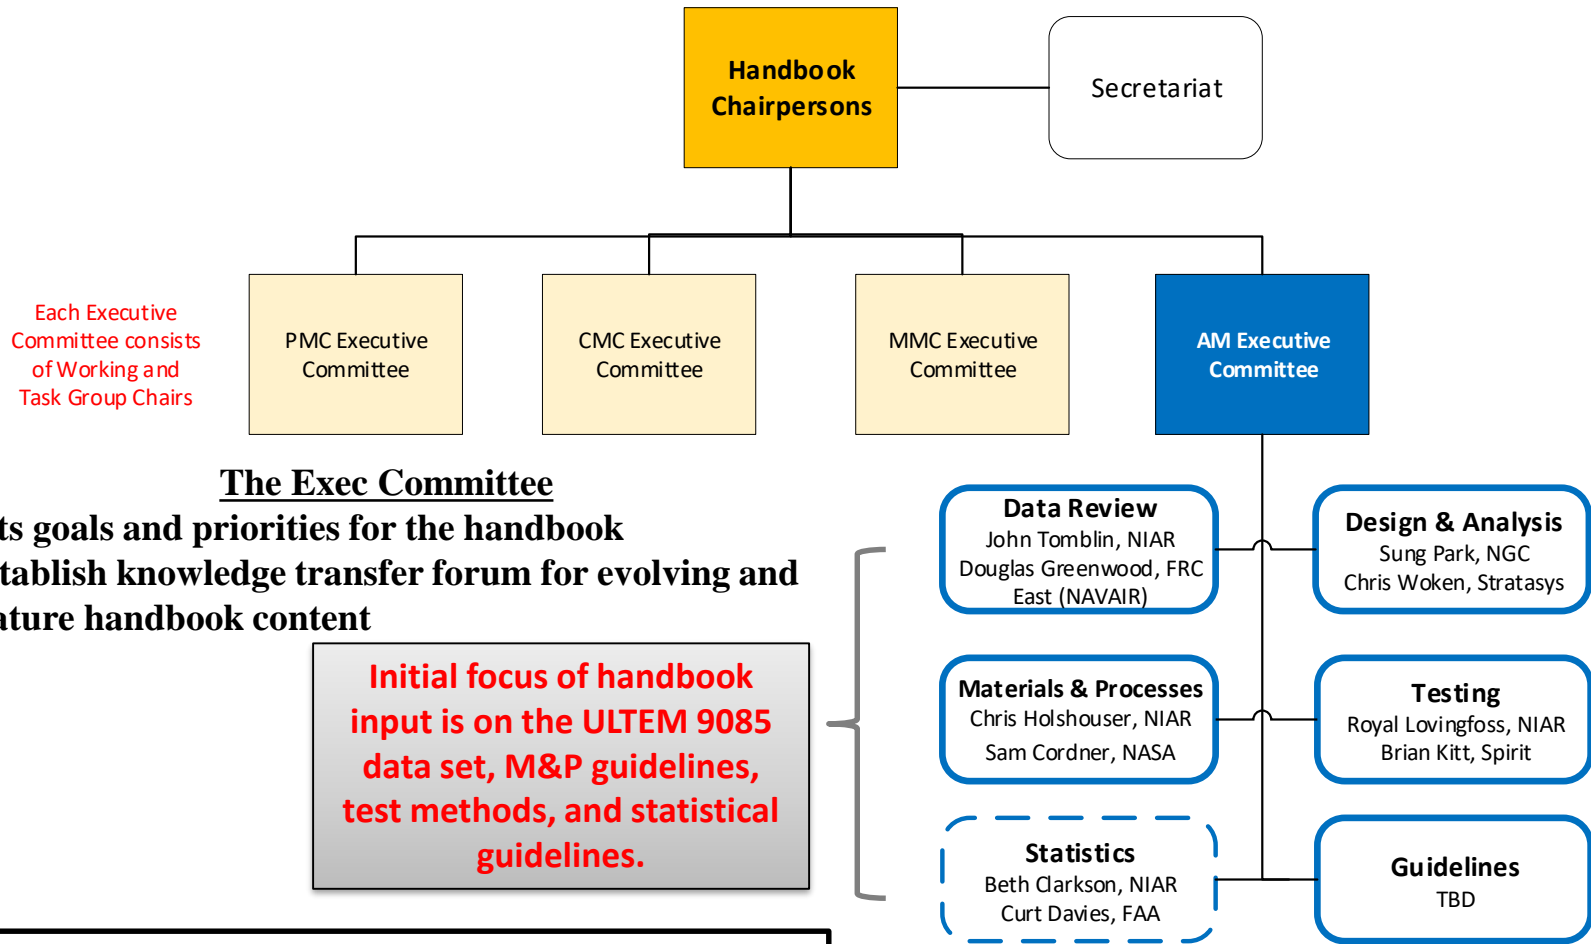 Handbook
Chairpersons
Secretariat
Each Executive
Committee consists
of Working and
Task Group Chairs
PMC Executive
Committee
CMC Executive
Committee
MMC Executive
Committee
AM Executive
Committee
The Exec Committee
ts goals and priorities for the handbook
tablish knowledge transfer forum for evolving and
ature handbook content
Initial focus of handbook
input is on the ULTEM 9085
data set, M&P guidelines,
test methods, and statistical
guidelines.
Data Review
John Tomblin, NIAR
Douglas Greenwood, FRC
East (NAVAIR)
Design & Analysis
Sung Park, NGC
Chris Woken, Stratasys
Materials & Processes
Chris Holshouser, NIAR
Sam Cordner, NASA
Testing
Royal Lovingfoss, NIAR
Brian Kitt, Spirit
Statistics
Beth Clarkson, NIAR
Curt Davies, FAA
Guidelines
TBD